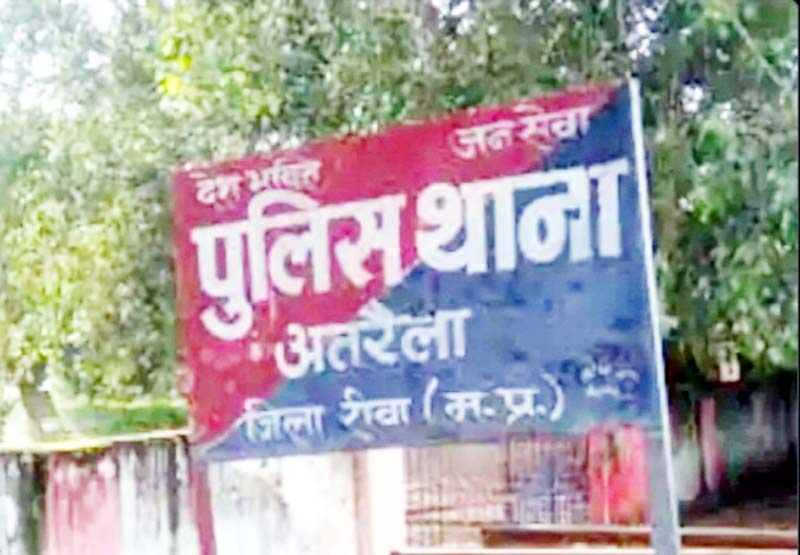 देश भक्ति जन सेवा
पुलिस थाना
अतरैला
जिला रीवा (म.प्र.)